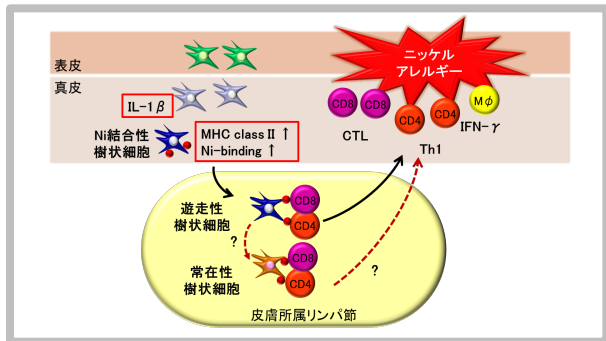 ニッケル
アレルギー
表皮
真皮
IL-1β
CD8
CD8
CD4
CD4
Mφ
CTL
IFN-γ
Th1
Ni結合性
樹状細胞
MHC class II ↑
Ni-binding ↑
遊走性
樹状細胞
CD8
CD4
?
常在性
樹状細胞
CD8
CD4
?
皮膚所属リンパ節